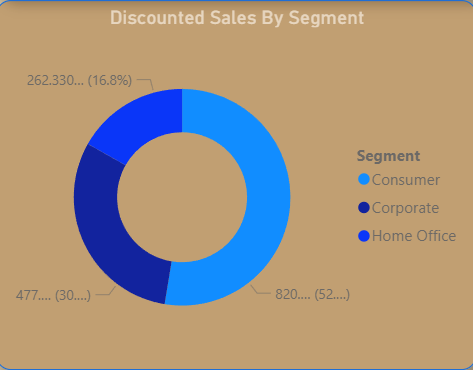 Discounted Sales By Segment
262.330... (16.8%)
Segment
Consumer
Corporate
Home Office
477.... (30....)
820.... (52....)